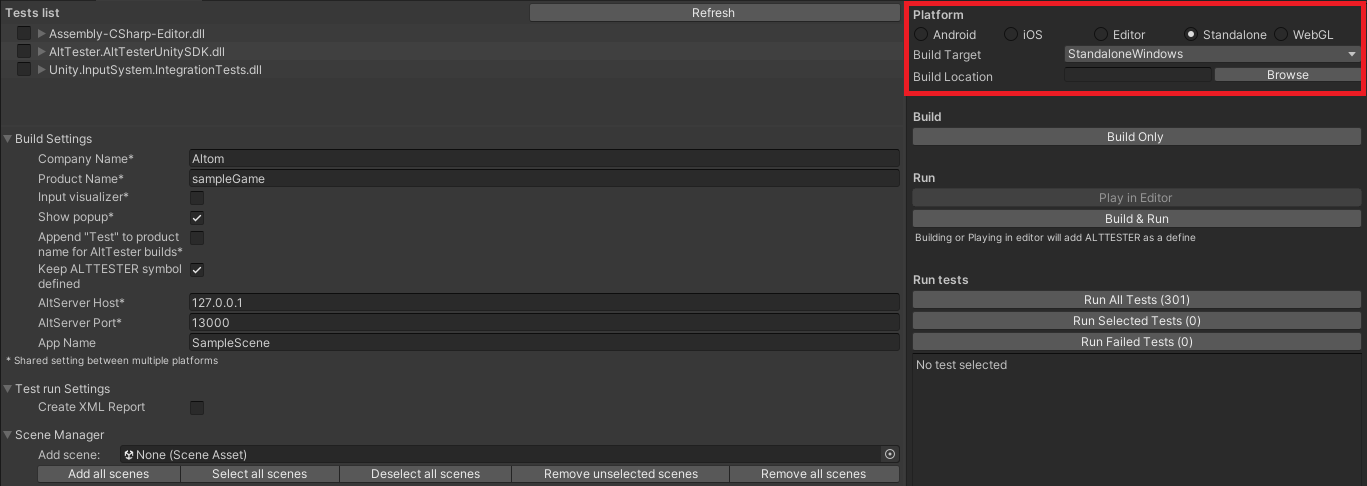 Tests list
Refresh
Assembly-CSharp-Editor.dll
AltTester.AltTesterUnitySDK.dll
Unity.InputSystem.IntegrationTests.dll
Build Settings
Company Name* Altom
Product Name* sampleGame
Input visualizer*
Show popup*
Append "Test" to product
name for AltTester builds*
Keep ALTTESTER symbol
defined
AltServer Host* 127.0.0.1
AltServer Port* 13000
App Name SampleScene
* Shared setting between multiple platforms
Test run Settings
Create XML Report
Scene Manager
Add scene: None (Scene Asset)
Add all scenes Select all scenes Deselect all scenes Remove unselected scenes Remove all scenes
Platform
Android iOS Editor Standalone WebGL
Build Target StandaloneWindows
Build Location Browse
Build
Build Only
Run
Play in Editor
Build & Run
Building or Playing in editor will add ALTTESTER as a define
Run tests
Run All Tests (301)
Run Selected Tests (0)
Run Failed Tests (0)
No test selected